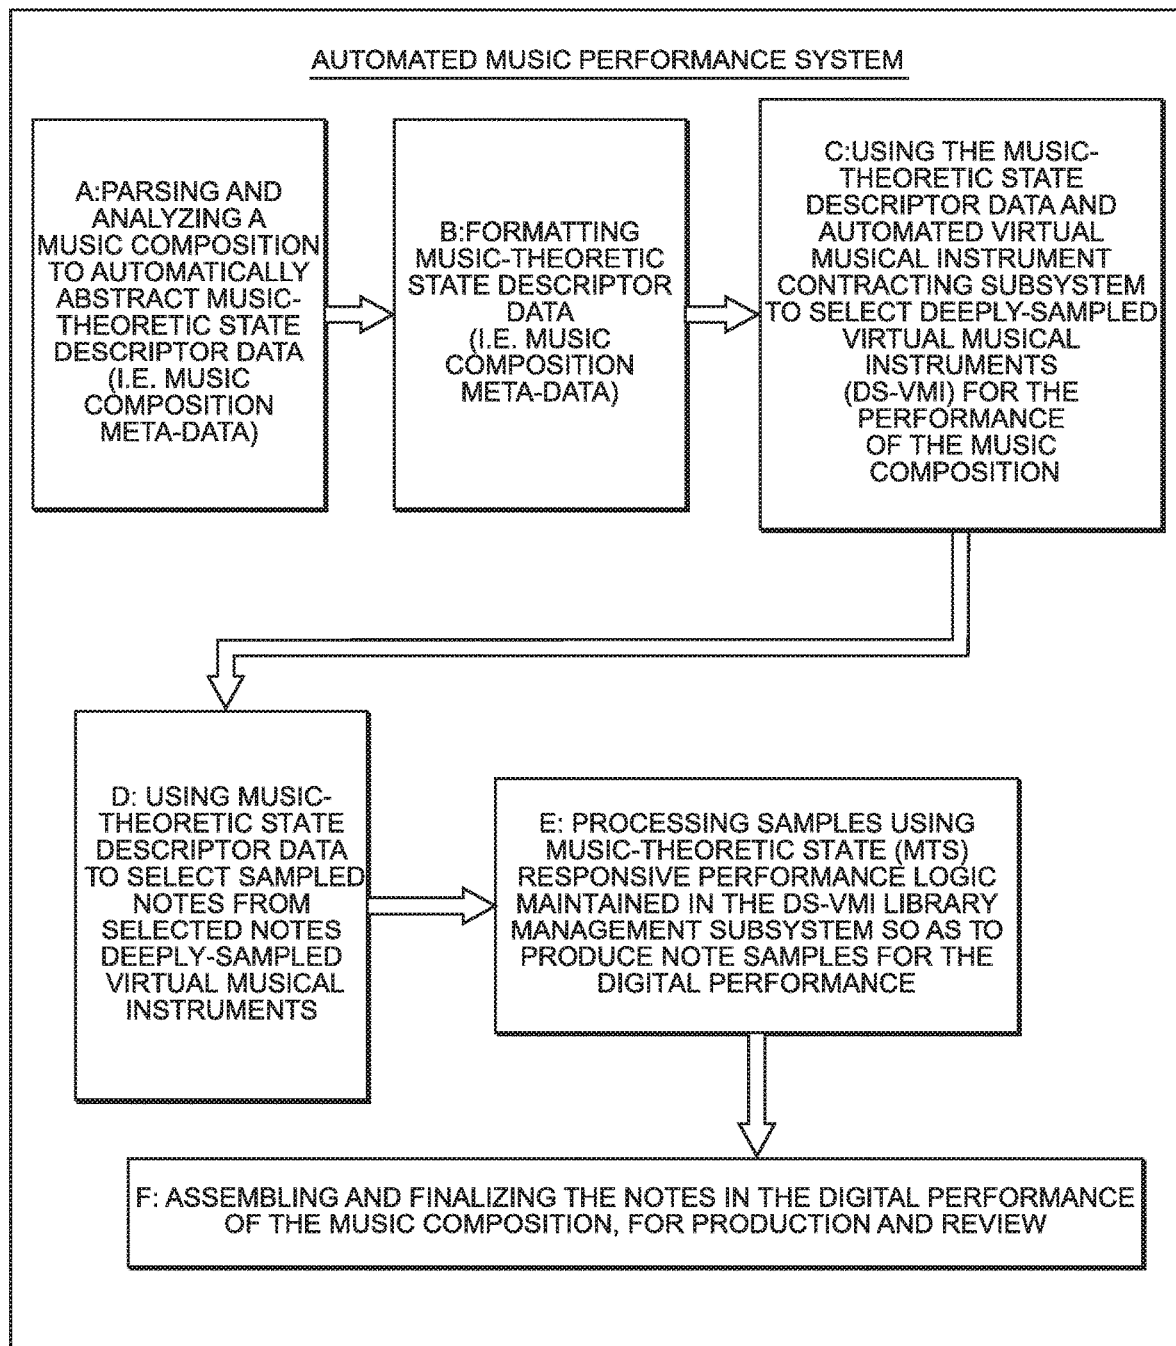 AUTOMATED MUSIC PERFORMANCE SYSTEM
A:PARSING AND
ANALYZING A
MUSIC COMPOSITION
TO AUTOMATICALLY
ABSTRACT MUSIC-
THEORETIC STATE
DESCRIPTOR DATA
(I.E. MUSIC
COMPOSITION
META-DATA)
B:FORMATTING
MUSIC-THEORETIC
STATE DESCRIPTOR
DATA
(I.E. MUSIC
COMPOSITION
META-DATA)
C:USING THE MUSIC-
THEORETIC STATE
DESCRIPTOR DATA AND
AUTOMATED VIRTUAL
MUSICAL INSTRUMENT
CONTRACTING SUBSYSTEM
TO SELECT DEEPLY-SAMPLED
VIRTUAL MUSICAL
INSTRUMENTS
(DS-VMI) FOR THE
PERFORMANCE
OF THE MUSIC
COMPOSITION
D: USING MUSIC-
THEORETIC STATE
DESCRIPTOR DATA
TO SELECT SAMPLED
NOTES FROM
SELECTED NOTES
DEEPLY-SAMPLED
VIRTUAL MUSICAL
INSTRUMENTS
E: PROCESSING SAMPLES USING
MUSIC-THEORETIC STATE (MTS)
RESPONSIVE PERFORMANCE LOGIC
MAINTAINED IN THE DS-VMI LIBRARY
MANAGEMENT SUBSYSTEM SO AS TO
PRODUCE NOTE SAMPLES FOR THE
DIGITAL PERFORMANCE
F: ASSEMBLING AND FINALIZING THE NOTES IN THE DIGITAL PERFORMANCE
OF THE MUSIC COMPOSITION, FOR PRODUCTION AND REVIEW